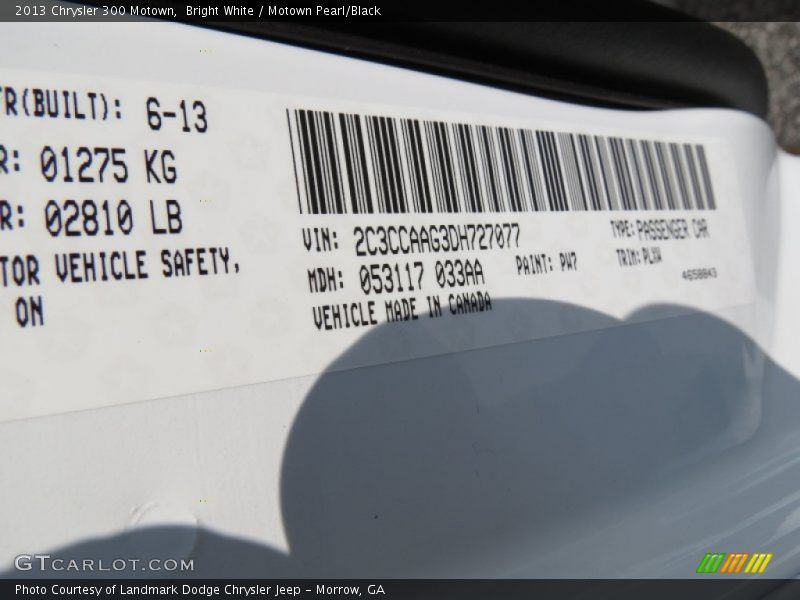 2013 Chrysler 300 Motown, Bright White / Motown Pearl/Black
TR(BUILT): 6-13
R: 01275 KG
R: 02810 LB
TOR VEHICLE SAFETY,
ON
VIN: 2C3CCAAG3DH727077
TYPE: PASSENGER CAR
MDH: 053117 033AA
PAINT: PW7
TRIM: PLX9
VEHICLE MADE IN CANADA
4658843
GTCARLOT.COM
Photo Courtesy of Landmark Dodge Chrysler Jeep - Morrow, GA